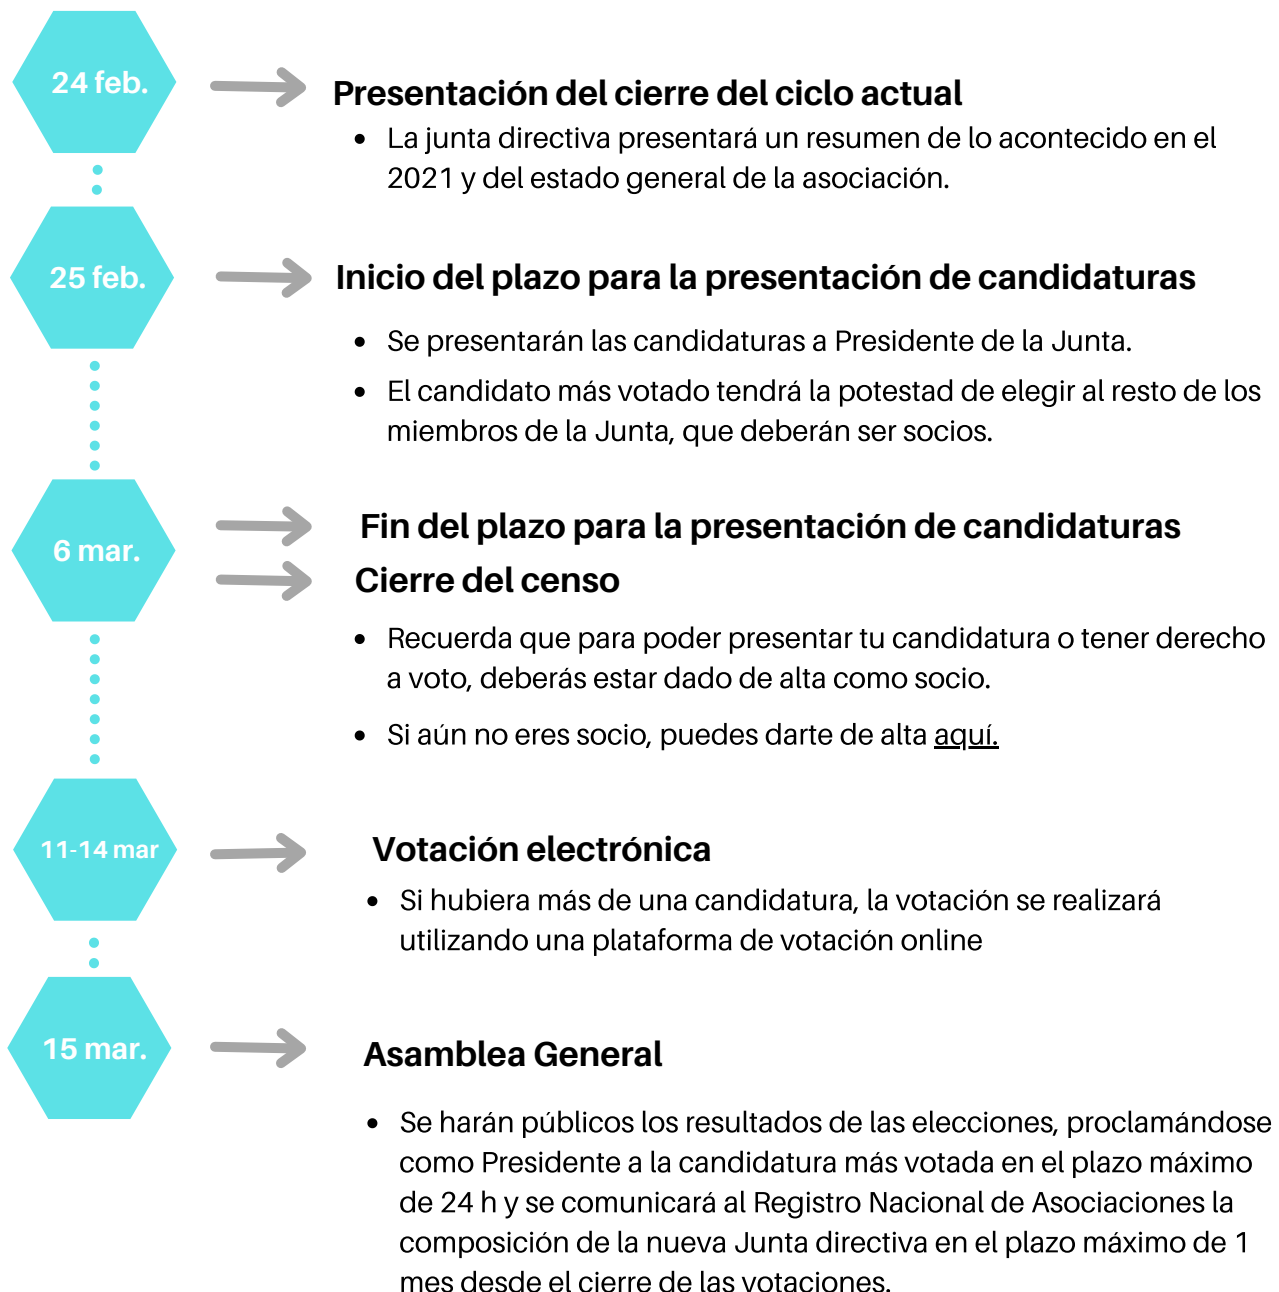 24 feb.
Presentación del cierre del ciclo actual
• La junta directiva presentará un resumen de lo acontecido en el
2021 y del estado general de la asociación.
25 feb.
Inicio del plazo para la presentación de candidaturas
• Se presentarán las candidaturas a Presidente de la Junta.
• El candidato más votado tendrá la potestad de elegir al resto de los
miembros de la Junta, que deberán ser socios.
6 mar.
Fin del plazo para la presentación de candidaturas
Cierre del censo
• Recuerda que para poder presentar tu candidatura o tener derecho
a voto, deberás estar dado de alta como socio.
• Si aún no eres socio, puedes darte de alta aquí.
11-14 mar
Votación electrónica
• Si hubiera más de una candidatura, la votación se realizará
utilizando una plataforma de votación online
15 mar.
Asamblea General
• Se harán públicos los resultados de las elecciones, proclamándose
como Presidente a la candidatura más votada en el plazo máximo
de 24 h y se comunicará al Registro Nacional de Asociaciones la
composición de la nueva Junta directiva en el plazo máximo de 1
mes desde el cierre de las votaciones.